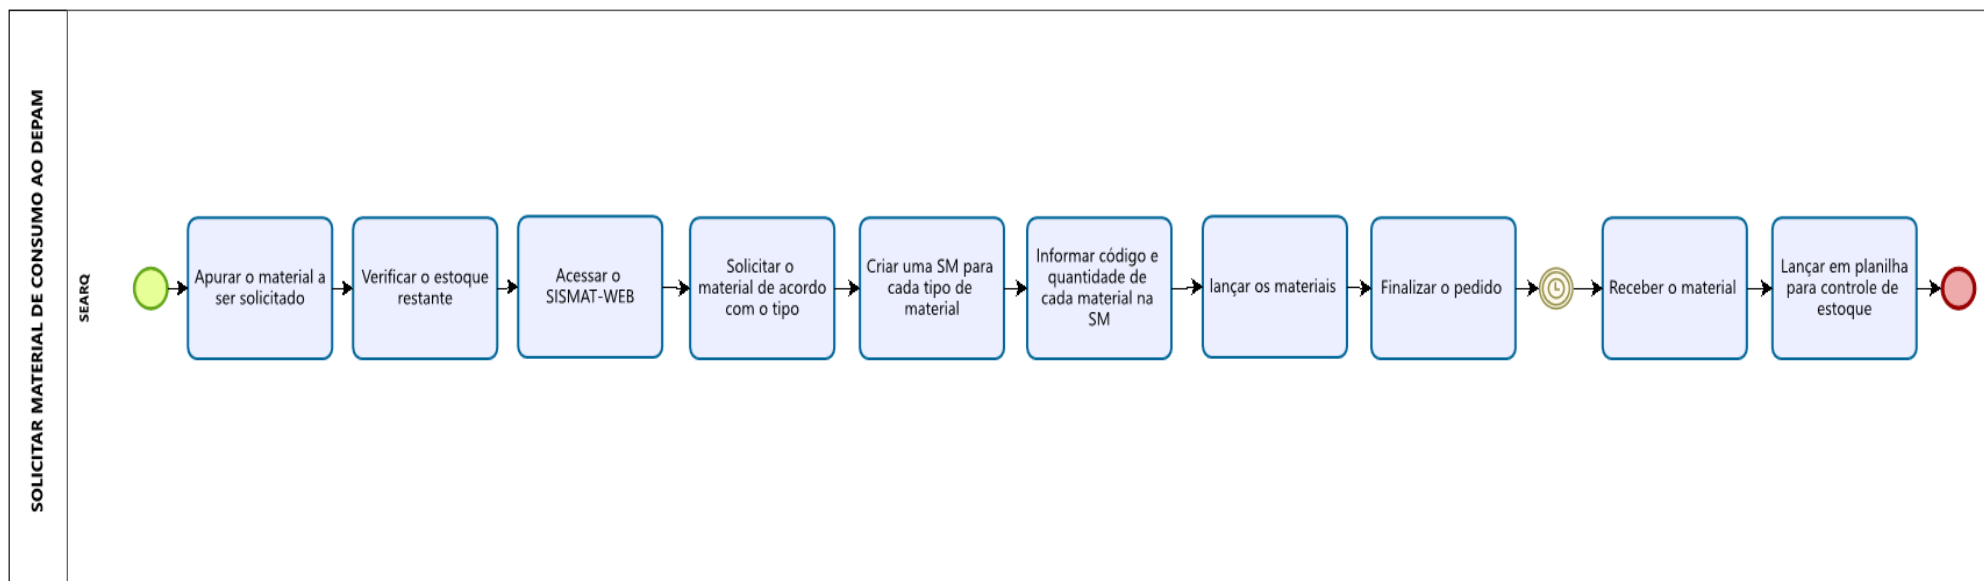 SOLICITAR MATERIAL DE CONSUMO AO DEPAM
SEARQ
Apurar o material a
ser solicitado
Verificar o estoque
restante
Acessar o
SISMAT-WEB
Solicitar o
material de acordo
com o tipo
Criar uma SM para
cada tipo de
material
Informar código e
quantidade de
cada material na
SM
lançar os materiais
Finalizar o pedido
Receber o material
Lançar em planilha
para controle de
estoque